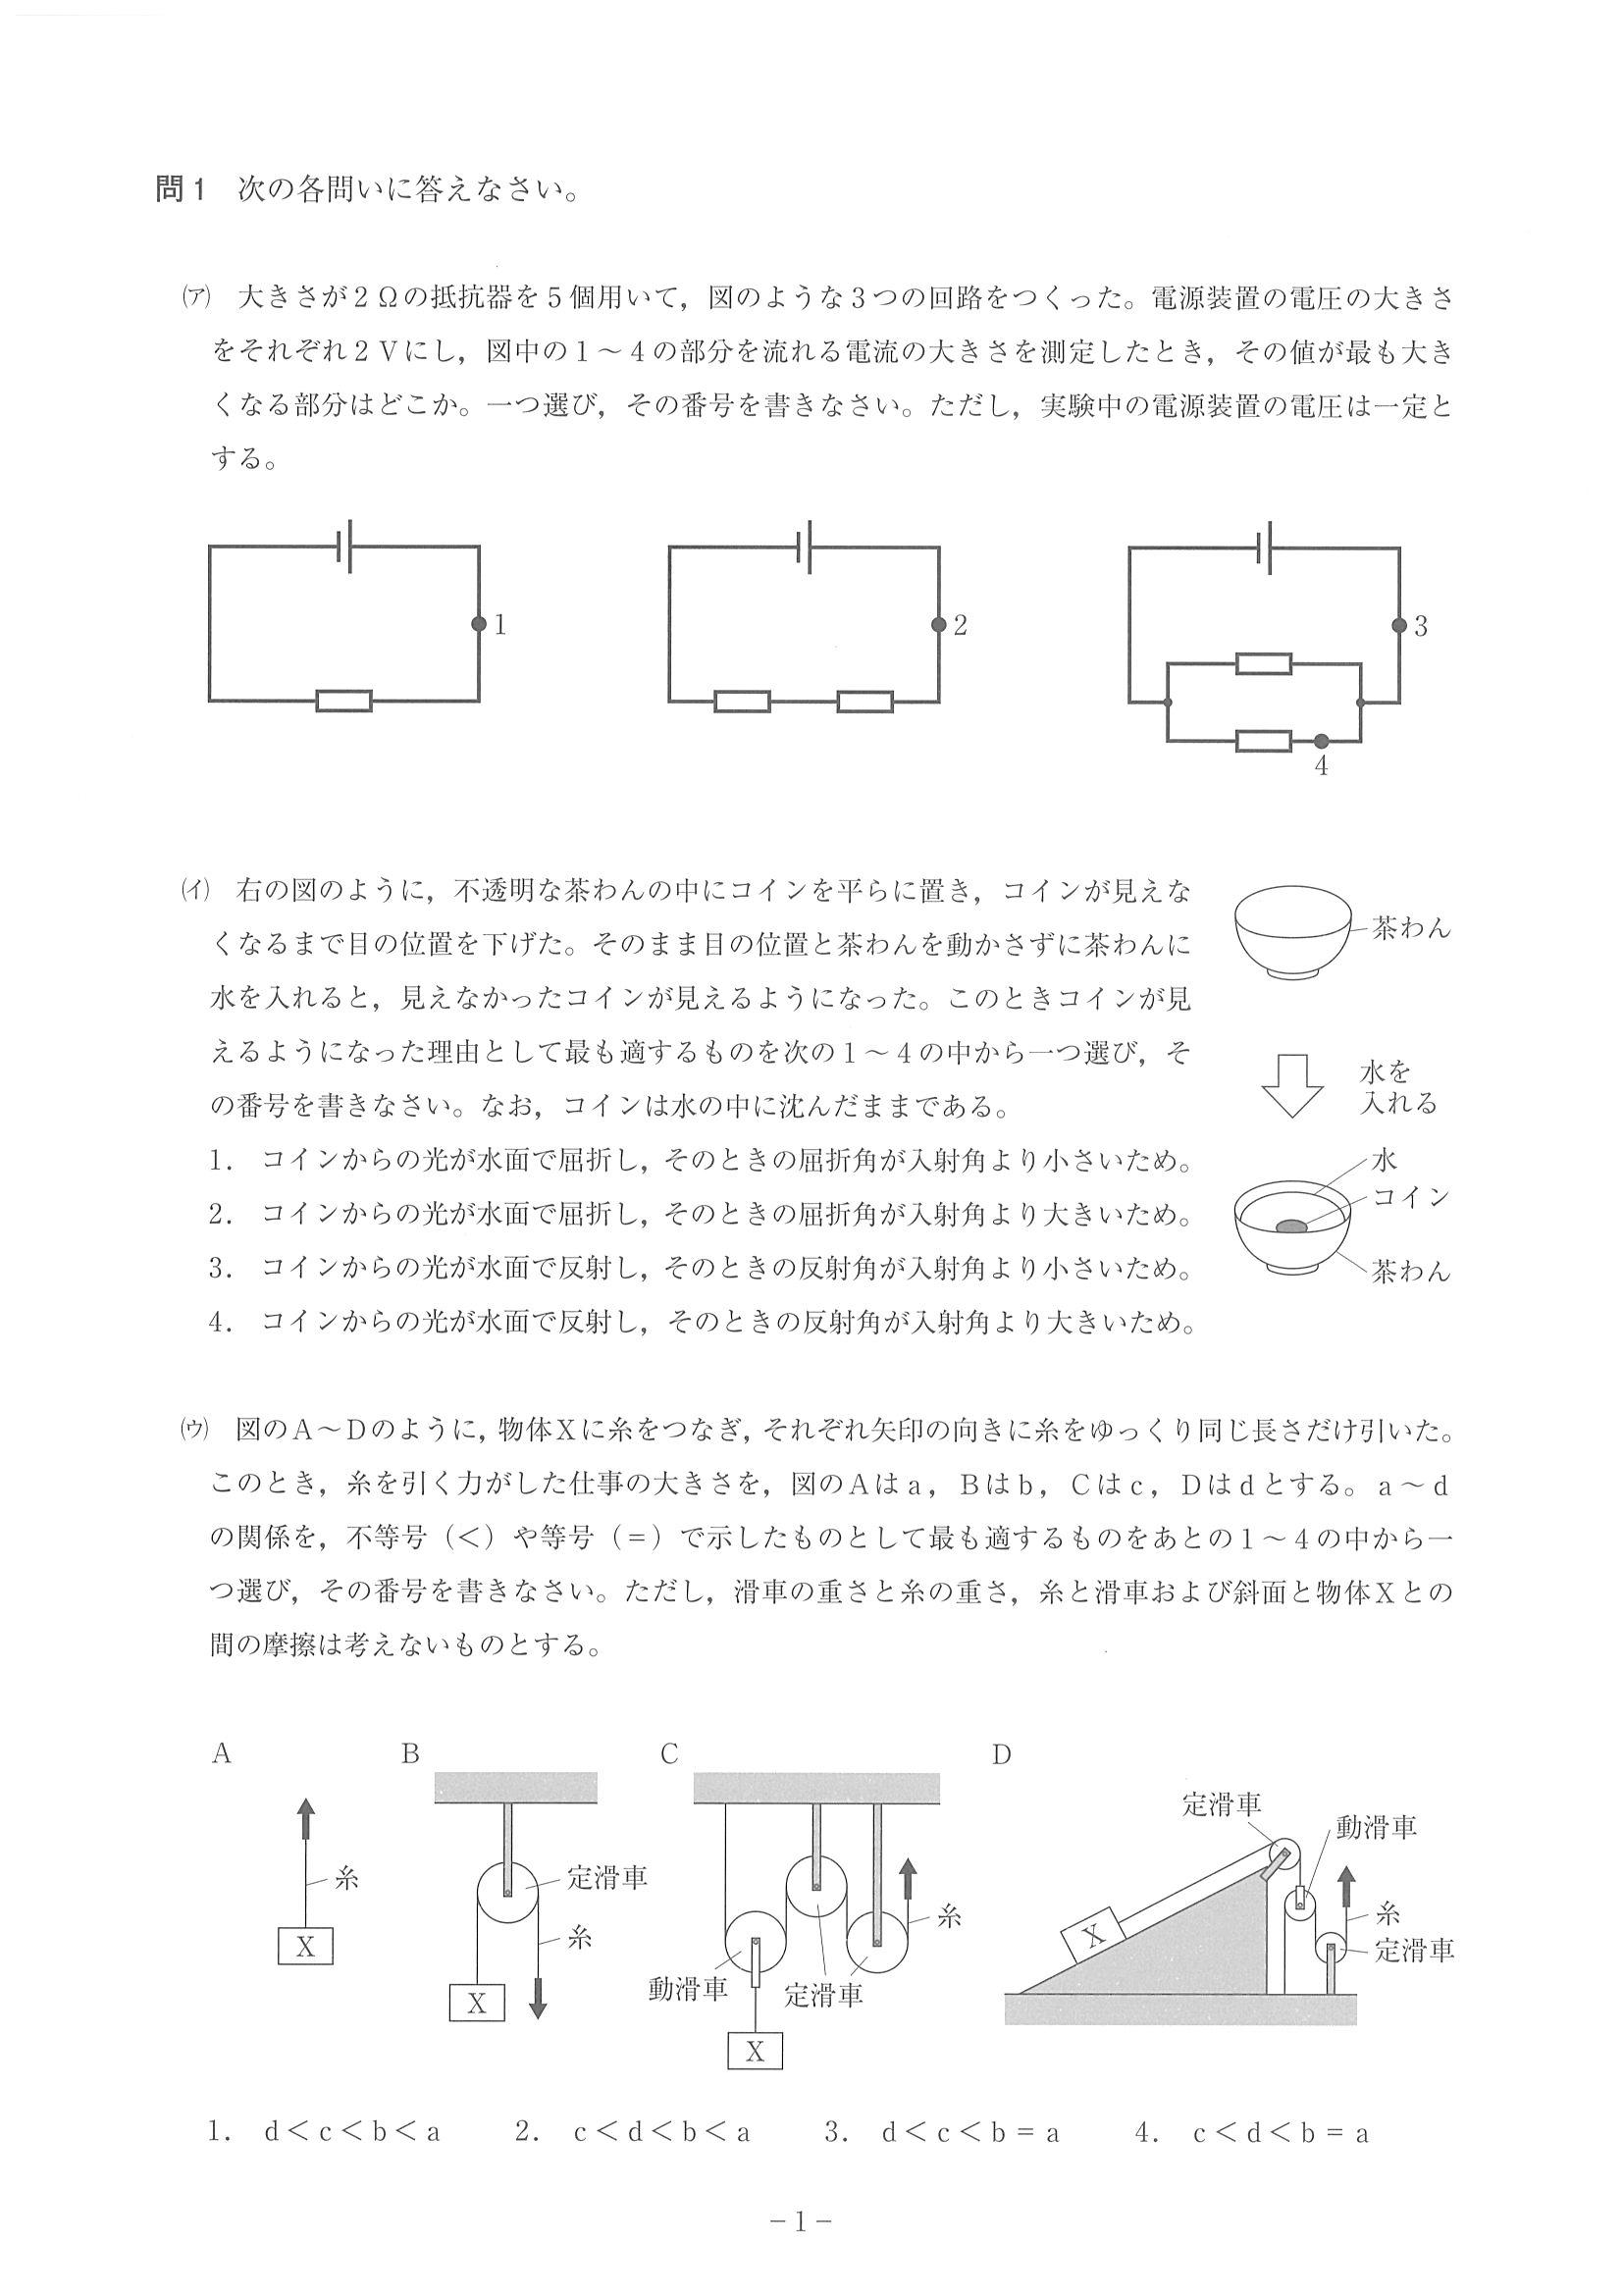 問1 次の各問いに答えなさい。
㈎ 大きさが2Ωの抵抗器を5個用いて，図のような3つの回路をつくった。電源装置の電圧の大きさ
をそれぞれ2Vにし，図中の1～4の部分を流れる電流の大きさを測定したとき，その値が最も大き
くなる部分はどこか。一つ選び，その番号を書きなさい。ただし，実験中の電源装置の電圧は一定と
する。
1
2
3
4
(イ) 右の図のように，不透明な茶わんの中にコインを平らに置き，コインが見えな
くなるまで目の位置を下げた。そのまま目の位置と茶わんを動かさずに茶わんに
水を入れると，見えなかったコインが見えるようになった。このときコインが見
えるようになった理由として最も適するものを次の1～4の中から一つ選び，そ
の番号を書きなさい。なお，コインは水の中に沈んだままである。
1. コインからの光が水面で屈折し，そのときの屈折角が入射角より小さいため。
2. コインからの光が水面で屈折し，そのときの屈折角が入射角より大きいため。
3. コインからの光が水面で反射し，そのときの反射角が入射角より小さいため。
4. コインからの光が水面で反射し，そのときの反射角が入射角より大きいため。
茶わん
水を
入れる
水
コイン
茶わん
(ウ) 図のA～Dのように，物体Xに糸をつなぎ，それぞれ矢印の向きに糸をゆっくり同じ長さだけ引いた。
このとき，糸を引く力がした仕事の大きさを，図のAはa，Bはb，Cはc，Dはdとする。a～d
の関係を，不等号（＜）や等号（＝）で示したものとして最も適するものをあとの1～4の中から一
つ選び，その番号を書きなさい。ただし，滑車の重さと糸の重さ，糸と滑車および斜面と物体Xとの
間の摩擦は考えないものとする。
A
糸
X
B
定滑車
糸
X
C
糸
動滑車
定滑車
X
D
定滑車
動滑車
糸
定滑車
X
1. d＜c＜b＜a 2. c＜d＜b＜a 3. d＜c＜b＝a 4. c＜d＜b＝a
－1－